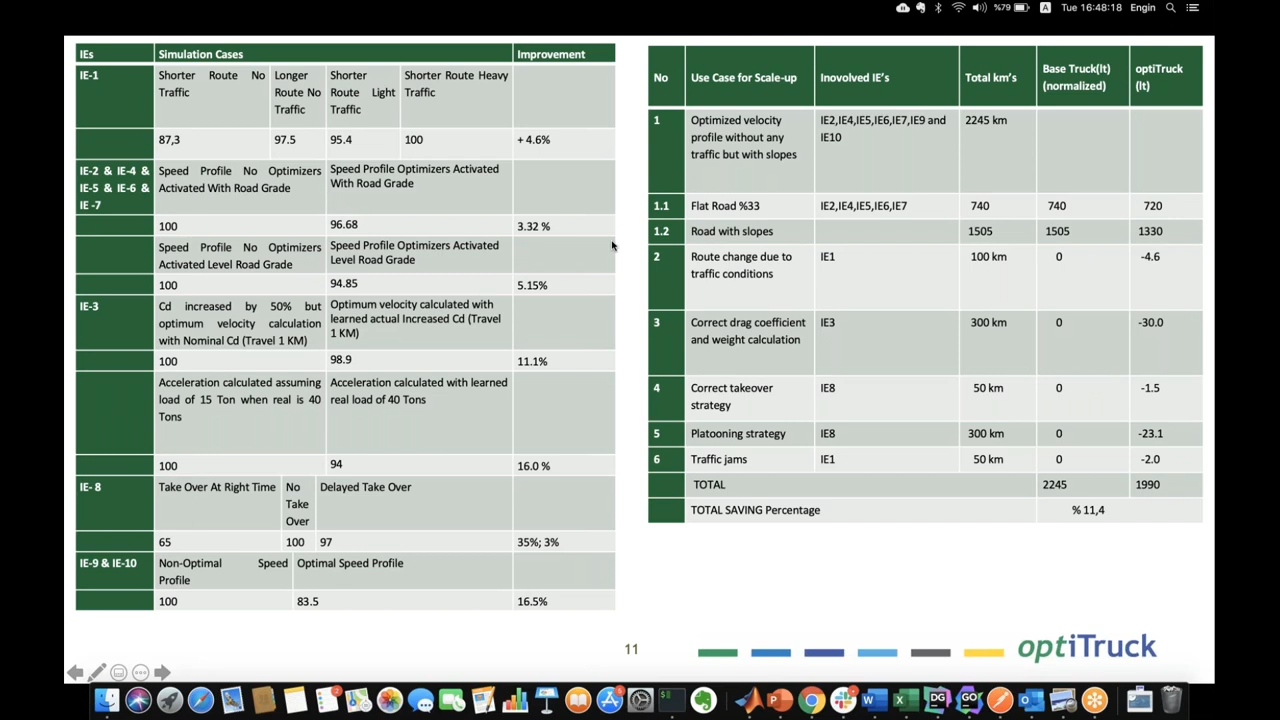 %79 A Tue 16:48:18 Engin
IEs Simulation Cases Improvement
IE-1 Shorter Route No Longer Shorter Shorter Route Heavy
Traffic Route No Route Light Traffic
Traffic Traffic
87,3 97.5 95.4 100 + 4.6%
IE-2 & IE-4 & Speed Profile No Optimizers Speed Profile Optimizers Activated
IE-5 & IE-6 & Activated With Road Grade With Road Grade
IE -7
100 96.68 3.32 %
Speed Profile No Optimizers Speed Profile Optimizers Activated
Activated Level Road Grade Level Road Grade
100 94.85 5.15%
IE-3 Cd increased by 50% but Optimum velocity calculated with
optimum velocity calculation learned actual Increased Cd (Travel
with Nominal Cd (Travel 1 KM) 1 KM)
100 98.9 11.1%
Acceleration calculated assuming Acceleration calculated with learned
load of 15 Ton when real is 40 real load of 40 Tons
Tons
100 94 16.0 %
IE- 8 Take Over At Right Time No Delayed Take Over
Take
Over
65 100 97 35%; 3%
IE-9 & IE-10 Non-Optimal Speed Optimal Speed Profile
Profile
100 83.5 16.5%
No Use Case for Scale-up Inovolved IE's Total km's Base Truck(lt) optiTruck
(normalized) (lt)
1 Optimized velocity IE2,IE4,IE5,IE6,IE7,IE9 and 2245 km
profile without any IE10
traffic but with slopes
1.1 Flat Road %33 IE2,IE4,IE5,IE6,IE7 740 740 720
1.2 Road with slopes 1505 1505 1330
2 Route change due to IE1 100 km 0 -4.6
traffic conditions
3 Correct drag coefficient IE3 300 km 0 -30.0
and weight calculation
4 Correct takeover IE8 50 km 0 -1.5
strategy
5 Platooning strategy IE8 300 km 0 -23.1
6 Traffic jams IE1 50 km 0 -2.0
TOTAL 2245 1990
TOTAL SAVING Percentage % 11,4
11
optiTruck